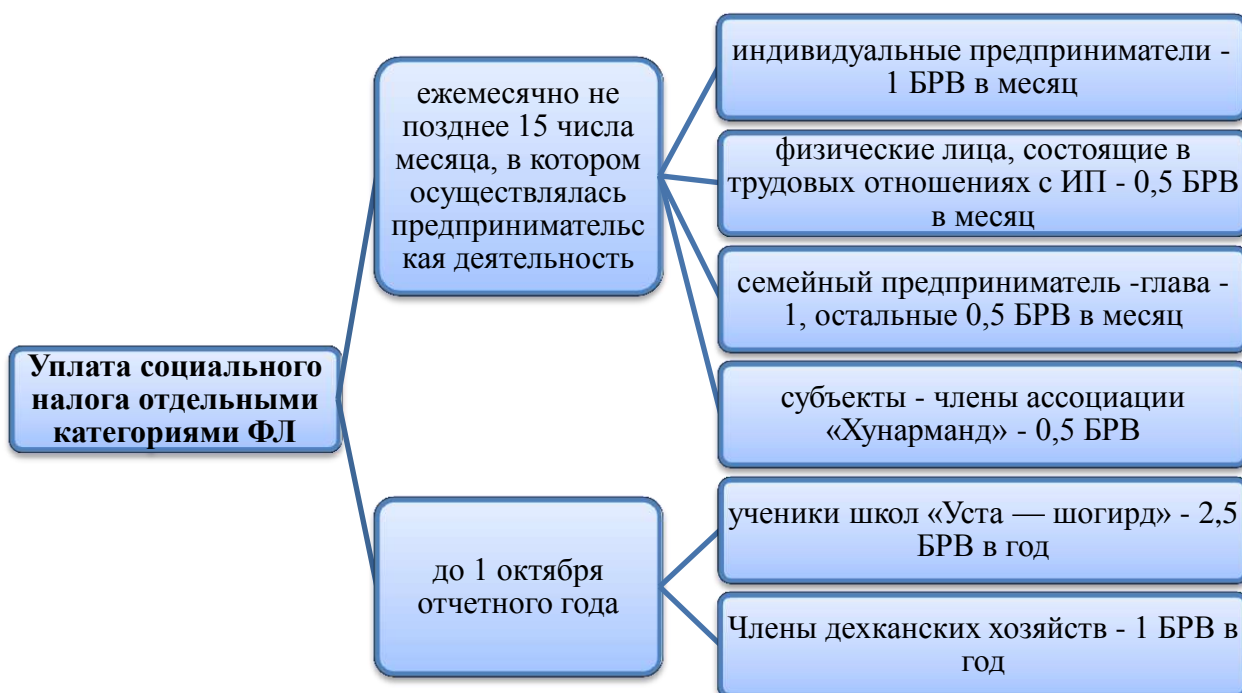 Уплата социального
налога отдельными
категориями ФЛ
ежемесячно не
позднее 15 числа
месяца, в котором
осуществлялась
предпринимательс
кая деятельность
индивидуальные предприниматели -
1 БРВ в месяц
физические лица, состоящие в
трудовых отношениях с ИП - 0,5 БРВ
в месяц
семейный предприниматель -глава -
1, остальные 0,5 БРВ в месяц
субъекты - члены ассоциации
«Хунарманд» - 0,5 БРВ
до 1 октября
отчетного года
ученики школ «Уста — шогирд» - 2,5
БРВ в год
Члены дехканских хозяйств - 1 БРВ в
год